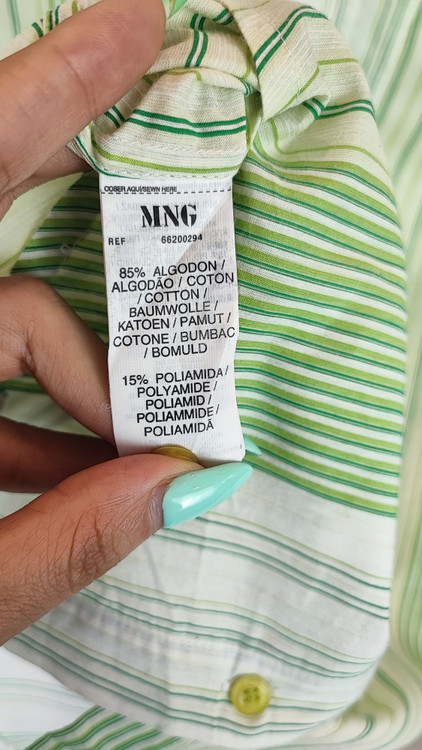 COSER AQUI/SEWN HERE
MNG
REF 66200294
85% ALGODON /
ALGODÃO / COTON
/ COTTON /
BAUMWOLLE /
KATOEN / PAMUT /
COTONE / BUMBAC
/ BOMULD
15% POLIAMIDA /
POLYAMIDE /
POLIAMID /
POLIAMMIDE /
POLIAMIDĂ